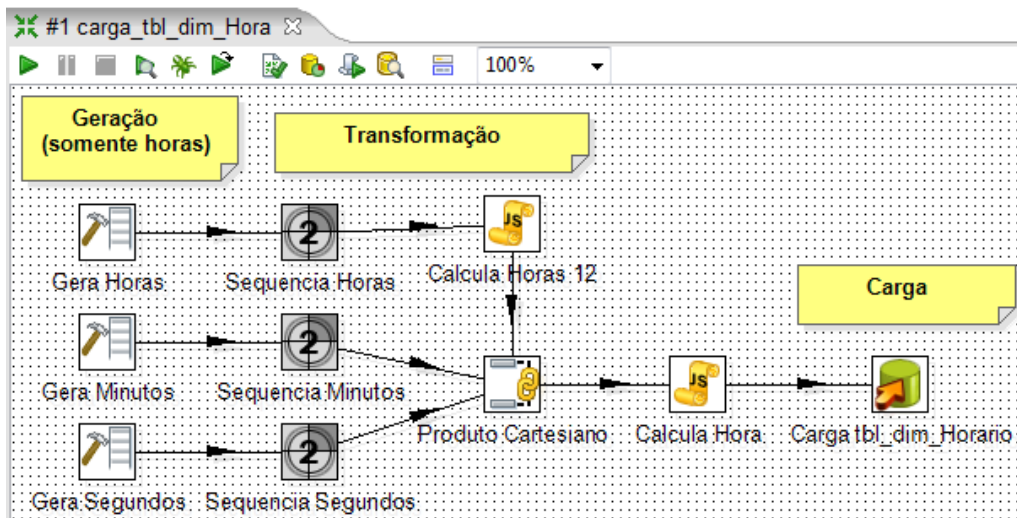 #1 carga_tbl_dim_Hora
100%
Geração
(somente horas)
Transformação
Gera Horas
Sequencia Horas
Calcula Horas 12
Carga
Gera Minutos
Sequencia Minutos
Produto Cartesiano
Calcula Hora
Carga tbl_dim_Horario
Gera Segundos
Sequencia Segundos